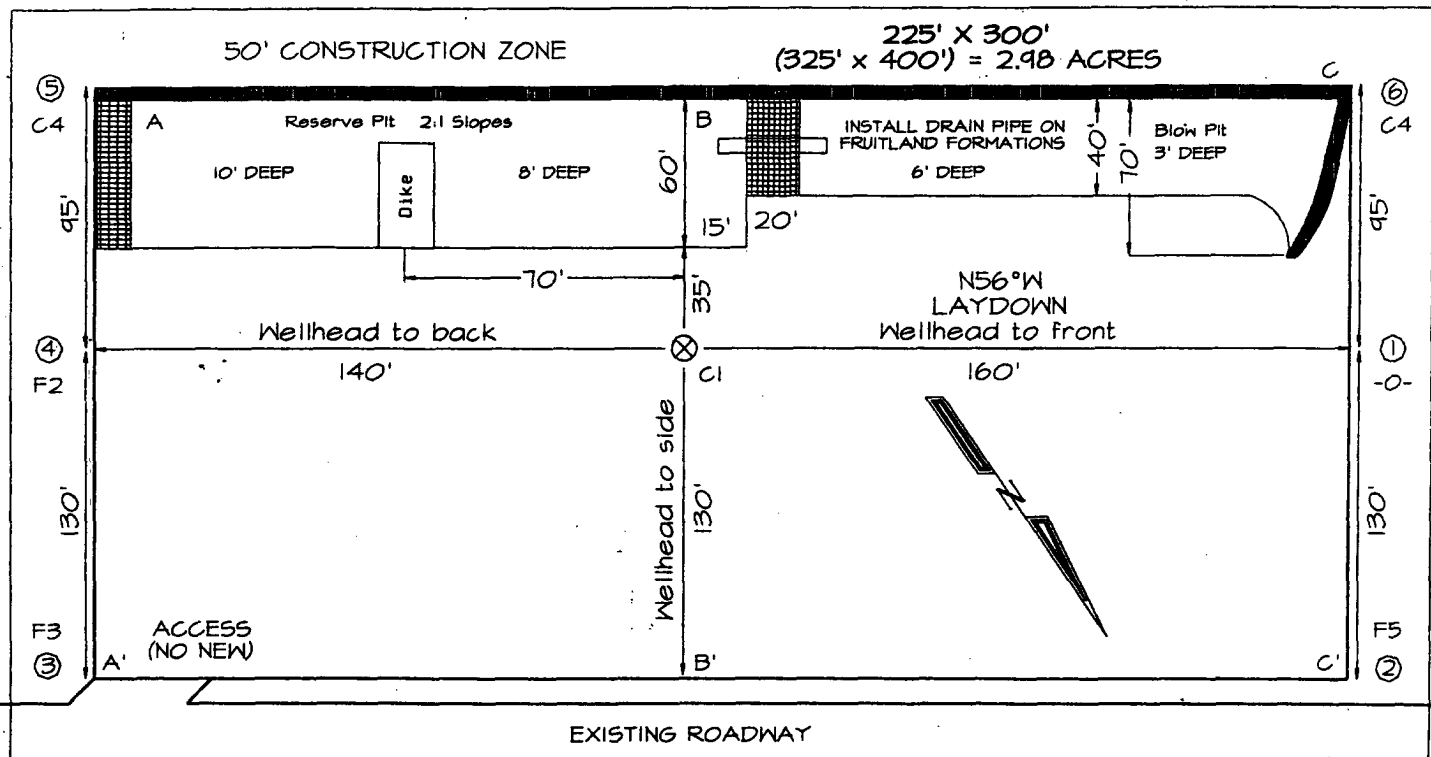 50' CONSTRUCTION ZONE
225' X 300'
(325' x 400') = 2.98 ACRES
C
⑤
⑥
C4
A
Reserve Pit 2:1 Slopes
B
INSTALL DRAIN PIPE ON
FRUITLAND FORMATIONS
Blow Pit
3' DEEP
C4
10' DEEP
8' DEEP
6' DEEP
60'
40'
70'
Dike
95'
95'
15'
20'
70'
35'
N56°W
LAYDOWN
Wellhead to back
Wellhead to front
④
①
F2
140'
C1
160'
-0-
130'
Wellhead to side
130'
130'
N
F3
ACCESS
(NO NEW)
F5
③
A'
B'
C'
②
EXISTING ROADWAY